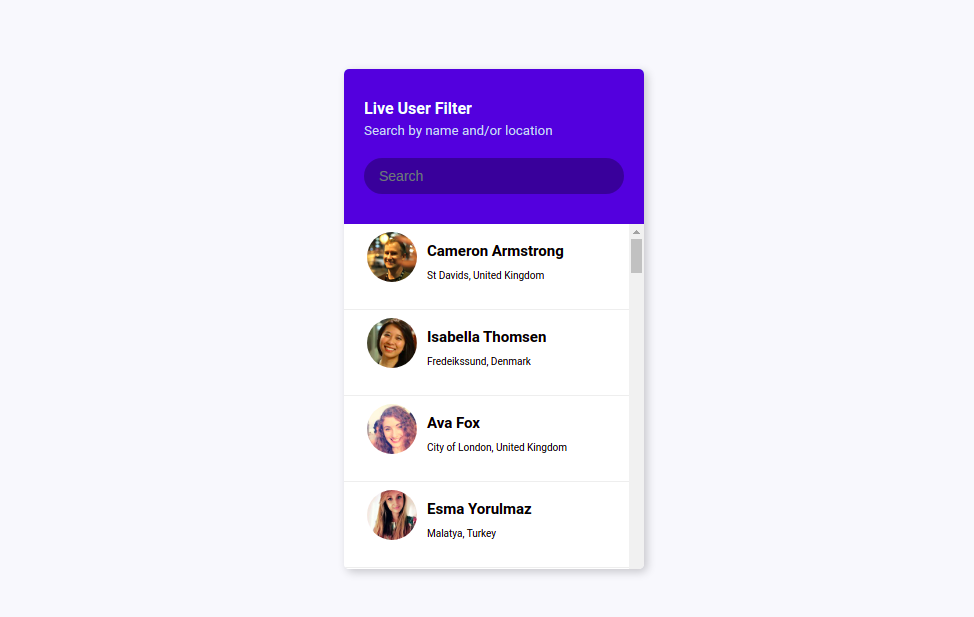 Live User Filter
Search by name and/or location
Search
Cameron Armstrong
St Davids, United Kingdom
Isabella Thomsen
Fredeikssund, Denmark
Ava Fox
City of London, United Kingdom
Esma Yorulmaz
Malatya, Turkey